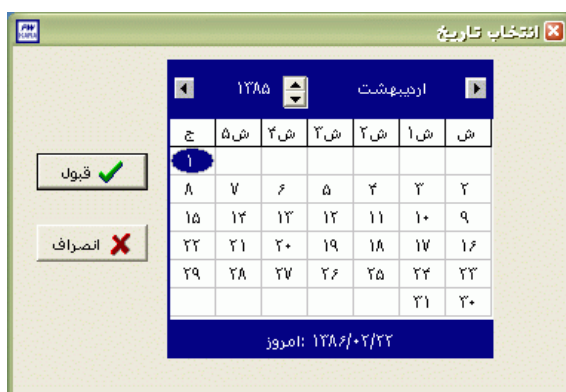 انتخاب تاریخ
اردیبهشت ۱۳۸۵
ش ش۱ ش۲ ش۳ ش۴ ش۵ ج
۱
۲ ۳ ۴ ۵ ۶ ۷ ۸
۹ ۱۰ ۱۱ ۱۲ ۱۳ ۱۴ ۱۵
۱۶ ۱۷ ۱۸ ۱۹ ۲۰ ۲۱ ۲۲
۲۳ ۲۴ ۲۵ ۲۶ ۲۷ ۲۸ ۲۹
۳۰ ۳۱
امروز: ۱۳۸۶/۰۲/۲۲
قبول
انصراف